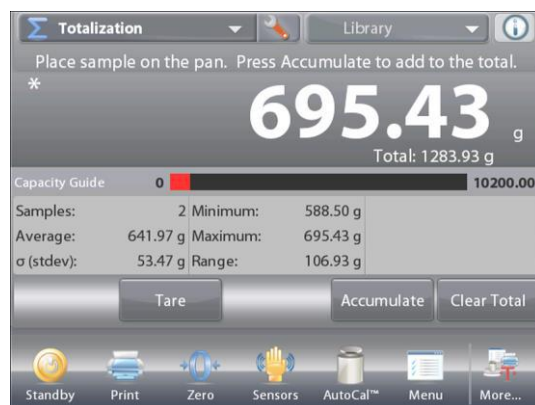 Σ Totalization Library
Place sample on the pan. Press Accumulate to add to the total.
*
695.43 g
Total: 1283.93 g
Capacity Guide 0 10200.00
Samples: 2 Minimum: 588.50 g
Average: 641.97 g Maximum: 695.43 g
σ (stdev): 53.47 g Range: 106.93 g
Tare Accumulate Clear Total
Standby Print Zero Sensors AutoCal™ Menu More...